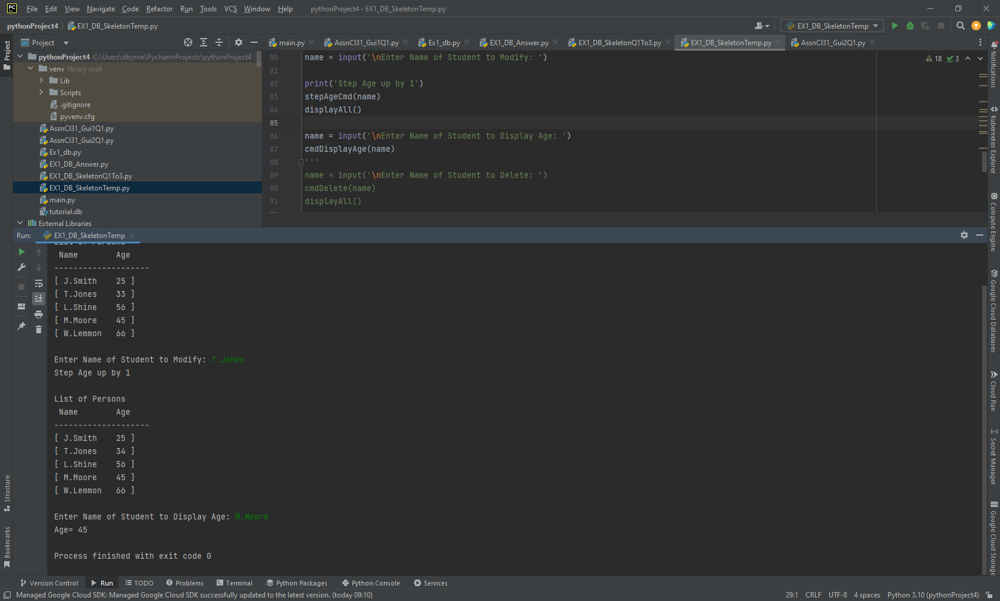 PC File Edit View Navigate Code Refactor Run Tools VCS Window Help pythonProject4 - EX1_DB_SkeletonTemp.py
pythonProject4 EX1_DB_SkeletonTemp.py EX1_DB_SkeletonTemp
Project main.py AssnCl31_Gui1Q1.py Ex1_db.py EX1_DB_Answer.py EX1_DB_SkeletonQ1To3.py EX1_DB_SkeletonTemp.py AssnCl31_Gui2Q1.py
pythonProject4 C:\Users\dbyrne\PycharmProjects\pythonProject4
venv library root
Lib
Scripts
.gitignore
pyvenv.cfg
AssnCl31_Gui1Q1.py
AssnCl31_Gui2Q1.py
Ex1_db.py
EX1_DB_Answer.py
EX1_DB_SkeletonQ1To3.py
EX1_DB_SkeletonTemp.py
main.py
tutorial.db
External Libraries
80 name = input('\nEnter Name of Student to Modify: ')
81
82 print('Step Age up by 1')
83 stepAgeCmd(name)
84 displayAll()
85
86 name = input('\nEnter Name of Student to Display Age: ')
87 cmdDisplayAge(name)
88 '''
89 name = input('\nEnter Name of Student to Delete: ')
90 cmdDelete(name)
91 displayAll()
18 3
Run: EX1_DB_SkeletonTemp
List of Persons
Name Age
--------------------
[ J.Smith 25 ]
[ T.Jones 33 ]
[ L.Shine 56 ]
[ M.Moore 45 ]
[ W.Lemmon 66 ]
Enter Name of Student to Modify: T.Jones
Step Age up by 1
List of Persons
Name Age
--------------------
[ J.Smith 25 ]
[ T.Jones 34 ]
[ L.Shine 56 ]
[ M.Moore 45 ]
[ W.Lemmon 66 ]
Enter Name of Student to Display Age: M.Moore
Age= 45
Process finished with exit code 0
Project
Structure
Bookmarks
Notifications
Kubernetes Explorer
Compute Engine
Google Cloud Databases
Cloud Run
Secret Manager
Google Cloud Storage
Version Control Run TODO Problems Terminal Python Packages Python Console Services
Managed Google Cloud SDK: Managed Google Cloud SDK successfully updated to the latest version. (today 09:10) 29:1 CRLF UTF-8 4 spaces Python 3.10 (pythonProject4)